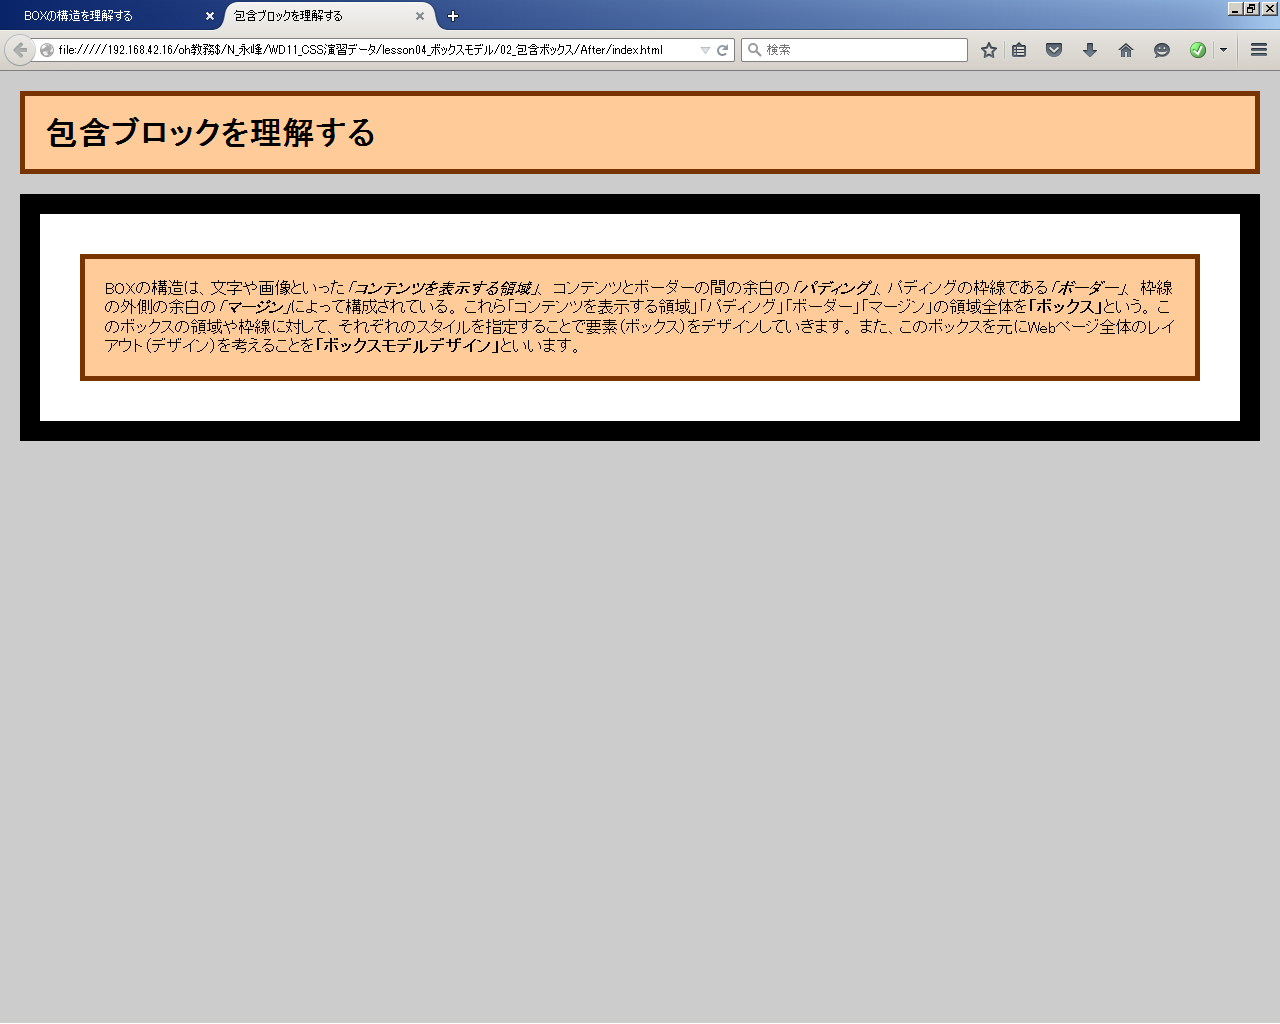 BOXの構造を理解する
包含ブロックを理解する
file://///192.168.42.16/oh教務$/N_永峰/WD11_CSS演習データ/lesson04_ボックスモデル/02_包含ボックス/After/index.html
検索
包含ブロックを理解する
BOXの構造は、文字や画像といった「コンテンツを表示する領域」、コンテンツとボーダーの間の余白の「パディング」、パディングの枠線である「ボーダー」、枠線
の外側の余白の「マージン」によって構成されている。これら「コンテンツを表示する領域」「パディング」「ボーダー」「マージン」の領域全体を「ボックス」という。こ
のボックスの領域や枠線に対して、それぞれのスタイルを指定することで要素（ボックス）をデザインしていきます。また、このボックスを元にWebページ全体のレイ
アウト（デザイン）を考えることを「ボックスモデルデザイン」といいます。